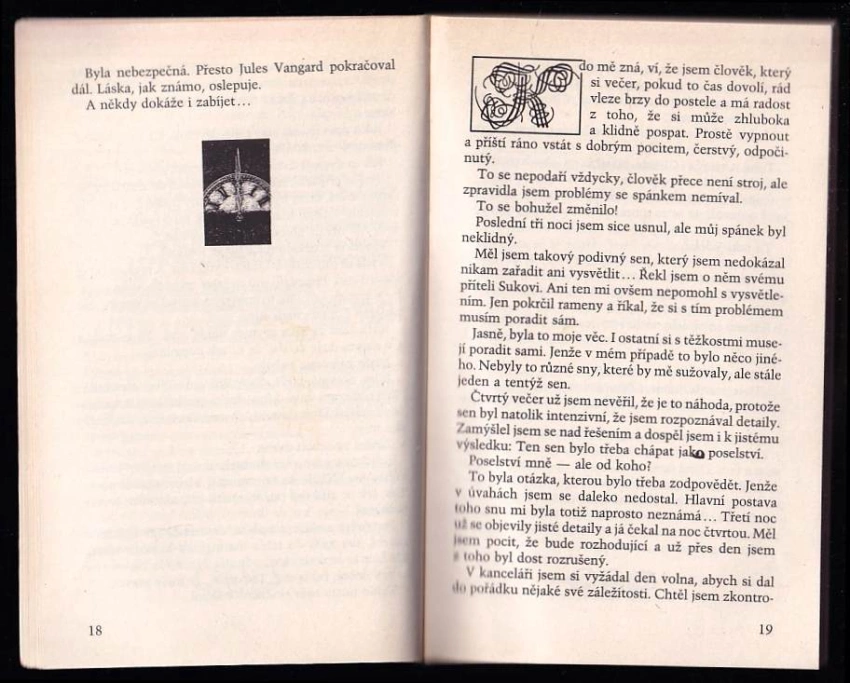 Byla nebezpečná. Přesto Jules Vangard pokračoval
dál. Láska, jak známo, oslepuje.
A někdy dokáže i zabíjet…
18
Kdo mě zná, ví, že jsem člověk, který
si večer, pokud to čas dovolí, rád
vleze brzy do postele a má radost
z toho, že si může zhluboka
a klidně pospat. Prostě vypnout
a příští ráno vstát s dobrým pocitem, čerstvý, odpoči-
nutý.
To se nepodaří vždycky, člověk přece není stroj, ale
zpravidla jsem problémy se spánkem nemíval.
To se bohužel změnilo!
Poslední tři noci jsem sice usnul, ale můj spánek byl
neklidný.
Měl jsem takový podivný sen, který jsem nedokázal
nikam zařadit ani vysvětlit… Řekl jsem o něm svému
příteli Sukovi. Ani ten mi ovšem nepomohl s vysvětle-
ním. Jen pokrčil rameny a říkal, že si s tím problémem
musím poradit sám.
Jasně, byla to moje věc. I ostatní si s těžkostmi muse-
jí poradit sami. Jenže v mém případě to bylo něco jiné-
ho. Nebyly to různé sny, které by mě sužovaly, ale stále
jeden a tentýž sen.
Čtvrtý večer už jsem nevěřil, že je to náhoda, protože
sen byl natolik intenzivní, že jsem rozpoznával detaily.
Zamýšlel jsem se nad řešením a dospěl jsem i k jistému
výsledku: Ten sen bylo třeba chápat jako poselství.
Poselství mně — ale od koho?
To byla otázka, kterou bylo třeba zodpovědět. Jenže
v úvahách jsem se daleko nedostal. Hlavní postava
toho snu mi byla totiž naprosto neznámá… Třetí noc
už se objevily jisté detaily a já čekal na noc čtvrtou. Měl
jsem pocit, že bude rozhodující a už přes den jsem
z toho byl dost rozrušený.
V kanceláři jsem si vyžádal den volna, abych si dal
do pořádku nějaké své záležitosti. Chtěl jsem zkontro-
19